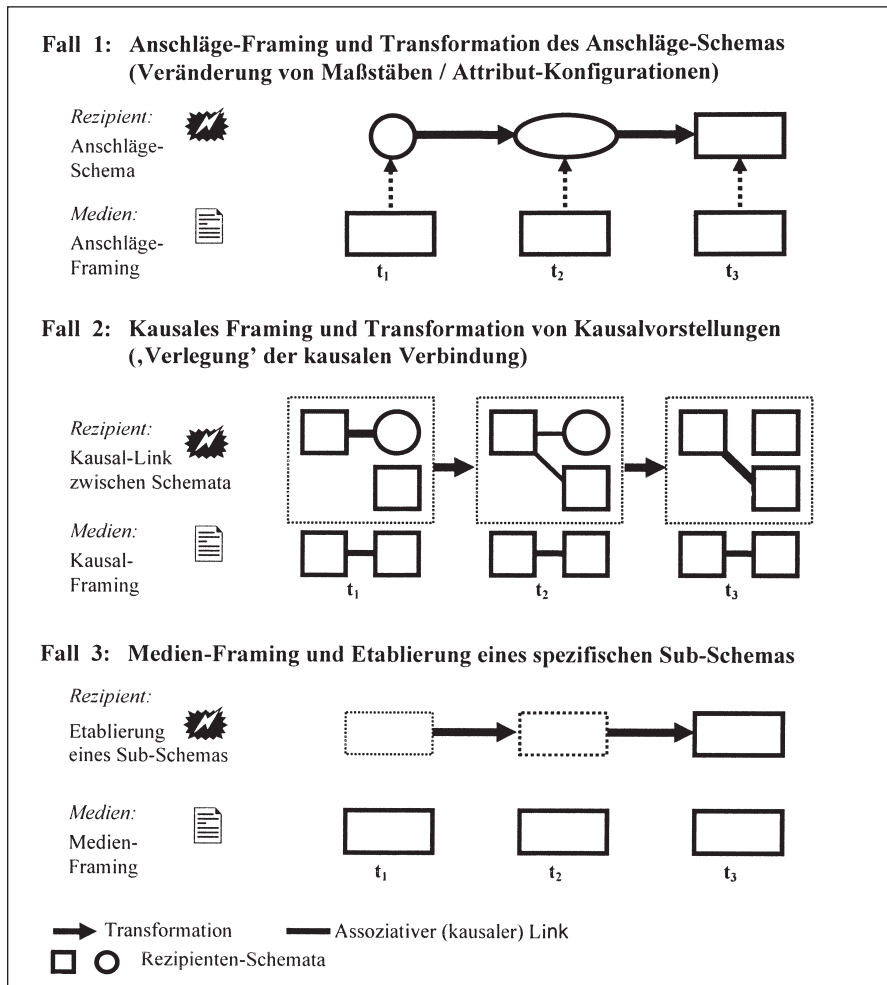 Fall 1: Anschläge-Framing und Transformation des Anschläge-Schemas
(Veränderung von Maßstäben / Attribut-Konfigurationen)
Rezipient:
Anschläge-
Schema
Medien:
Anschläge-
Framing
t₁ t₂ t₃
Fall 2: Kausales Framing und Transformation von Kausalvorstellungen
(‚Verlegung’ der kausalen Verbindung)
Rezipient:
Kausal-Link
zwischen Schemata
Medien:
Kausal-
Framing
t₁ t₂ t₃
Fall 3: Medien-Framing und Etablierung eines spezifischen Sub-Schemas
Rezipient:
Etablierung
eines Sub-Schemas
Medien:
Medien-
Framing
t₁ t₂ t₃
Transformation Assoziativer (kausaler) Link
Rezipienten-Schemata